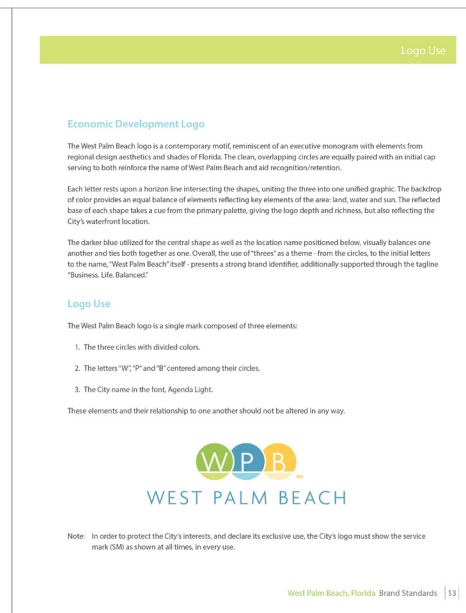 Logo Use
Economic Development Logo
The West Palm Beach logo is a contemporary motif, reminiscent of an executive monogram with elements from
regional design aesthetics and shades of Florida. The clean, overlapping circles are equally paired with an initial cap
serving to both reinforce the name of West Palm Beach and aid recognition/retention.
Each letter rests upon a horizon line intersecting the shapes, uniting the three into one unified graphic. The backdrop
of color provides an equal balance of elements reflecting key elements of the area: land, water and sun. The reflected
base of each shape takes a cue from the primary palette, giving the logo depth and richness, but also reflecting the
City's waterfront location.
The darker blue utilized for the central shape as well as the location name positioned below, visually balances one
another and ties both together as one. Overall, the use of "threes" as a theme - from the circles, to the initial letters
to the name, "West Palm Beach" itself - presents a strong brand identifier, additionally supported through the tagline
"Business. Life. Balanced."
Logo Use
The West Palm Beach logo is a single mark composed of three elements:
1. The three circles with divided colors.
2. The letters "W", "P" and "B" centered among their circles.
3. The City name in the font, Agenda Light.
These elements and their relationship to one another should not be altered in any way.
WPB
WEST PALM BEACH
Note: In order to protect the City's interests, and declare its exclusive use, the City's logo must show the service
mark (SM) as shown at all times, in every use.
West Palm Beach, Florida Brand Standards 13